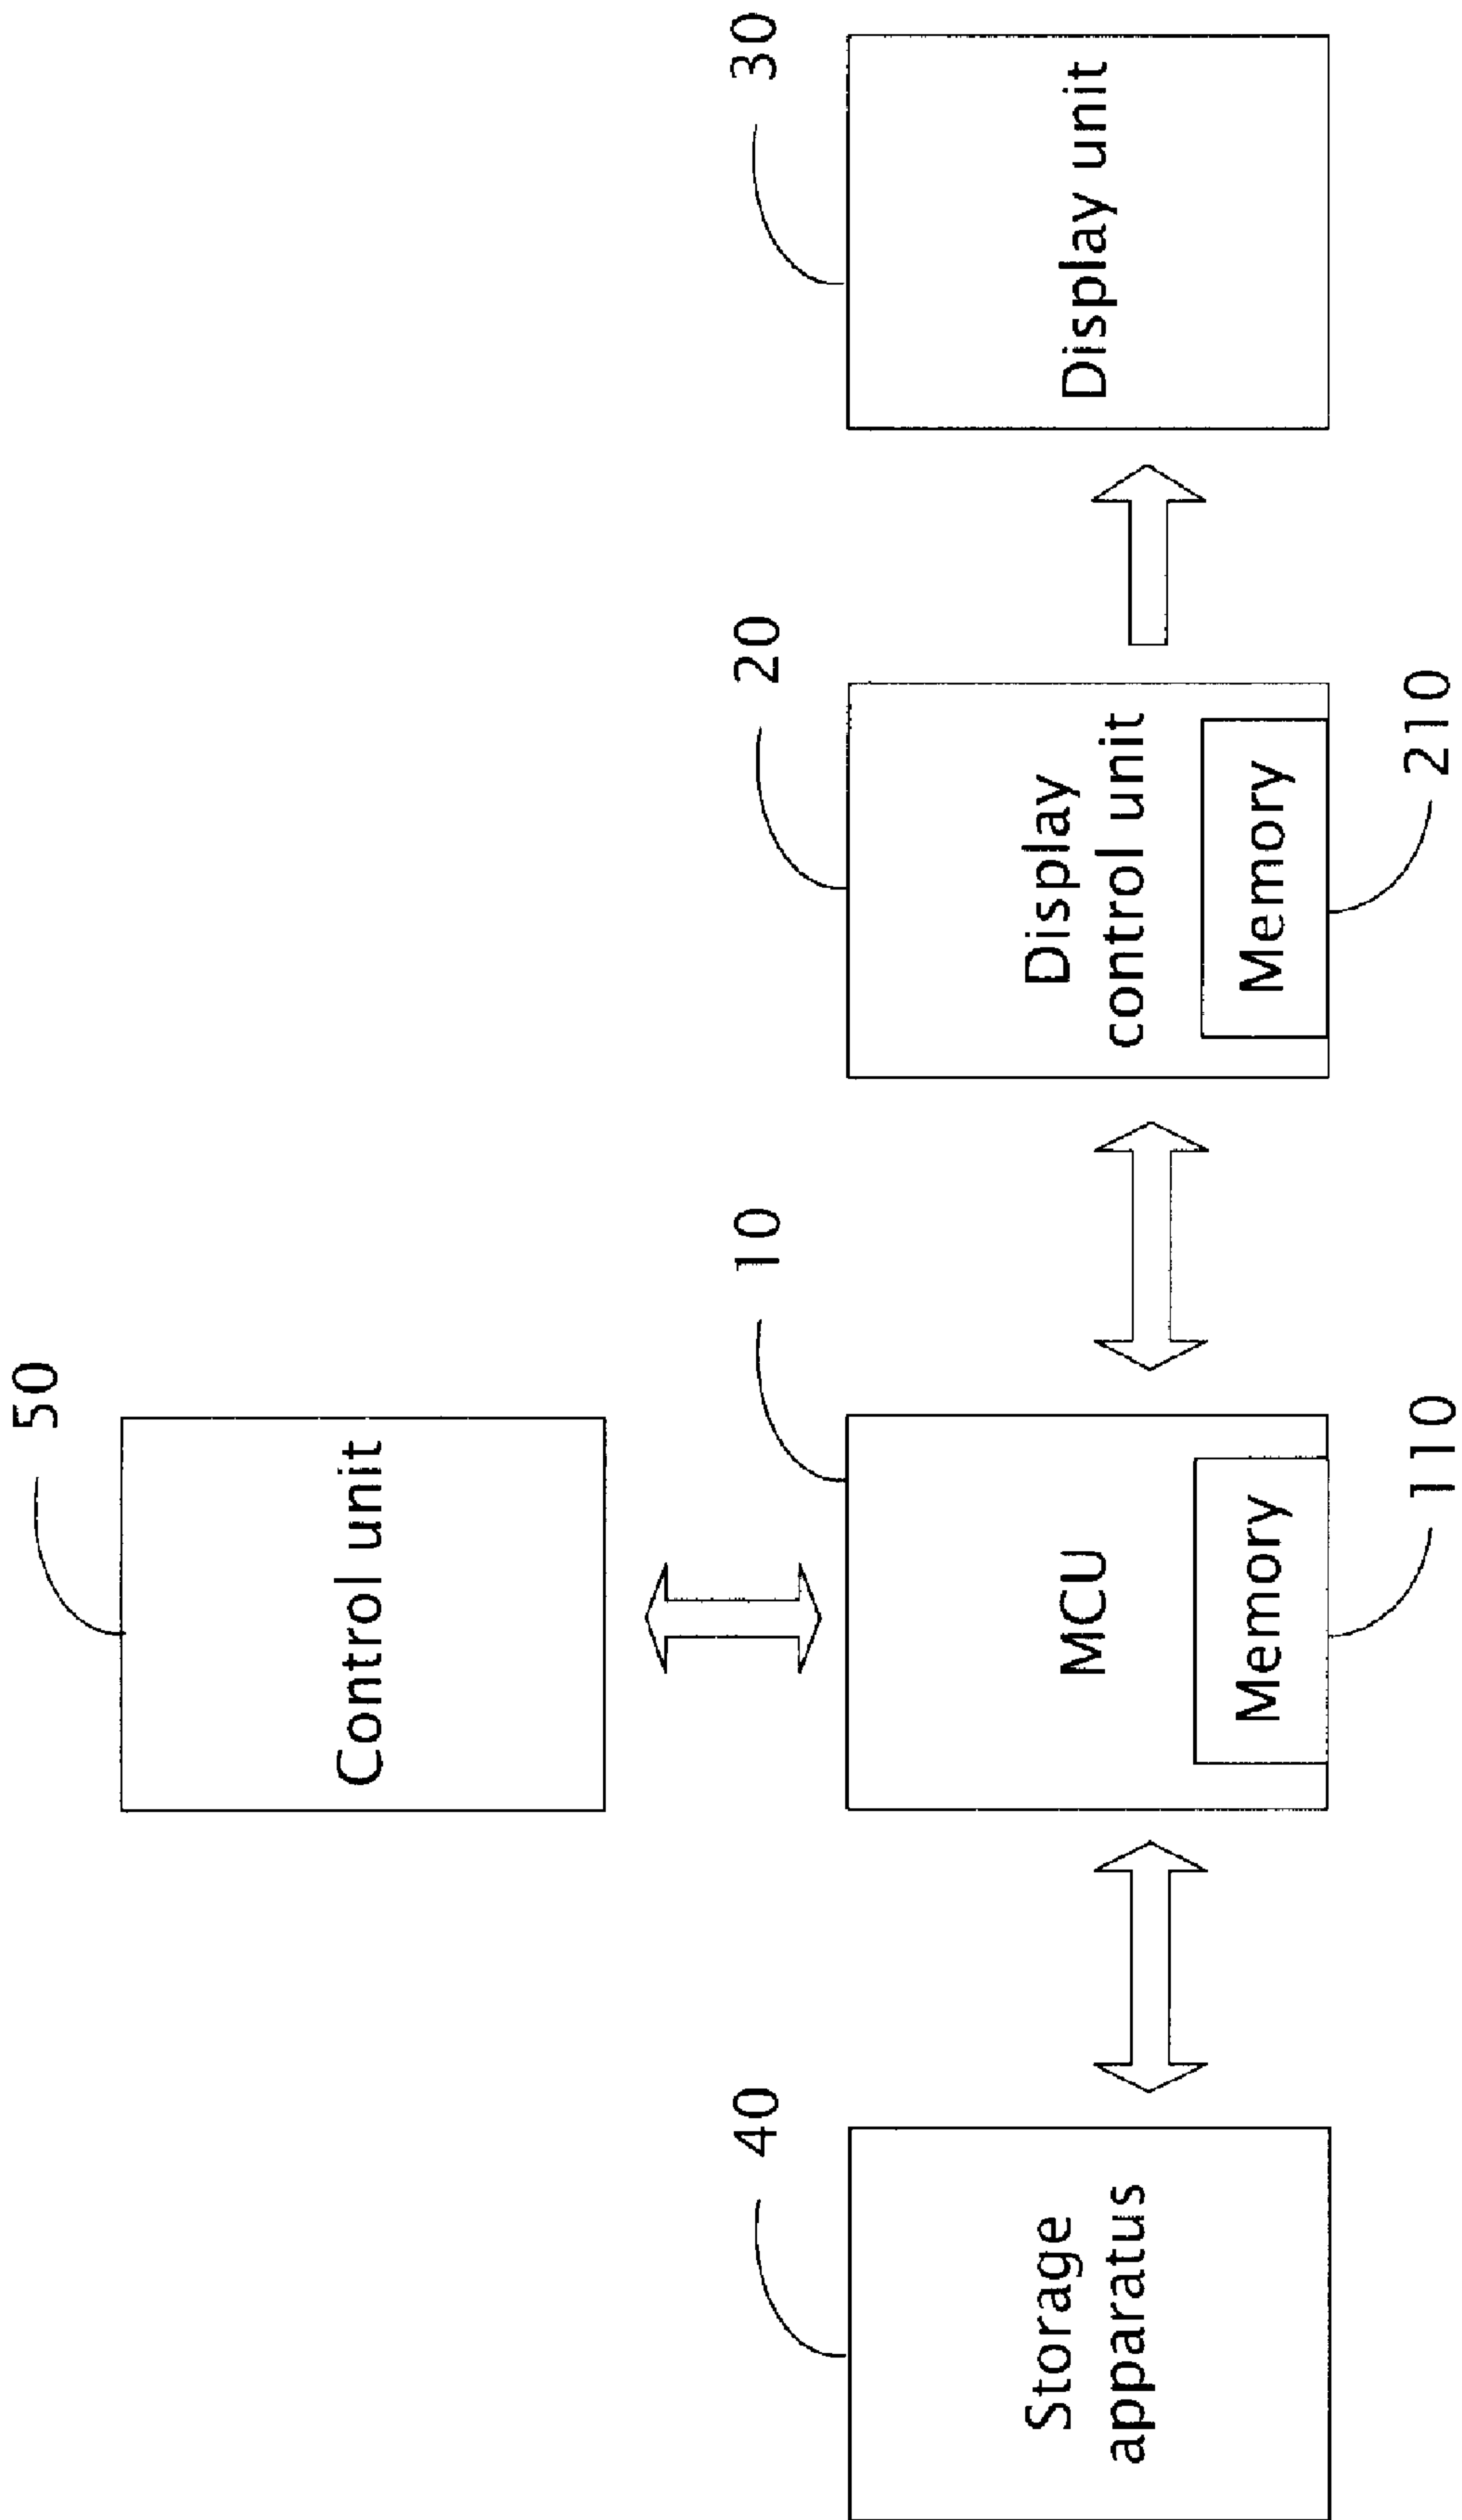 50
Control unit
40
10
20
30
Storage
apparatus
MCU
Memory
Display
control unit
Memory
Display unit
110
210